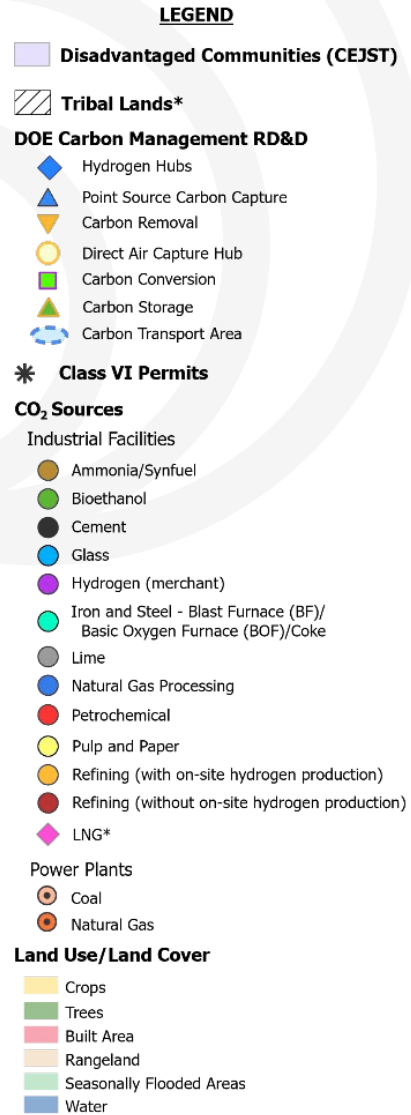 LEGEND
Disadvantaged Communities (CEJST)
Tribal Lands*
DOE Carbon Management RD&D
Hydrogen Hubs
Point Source Carbon Capture
Carbon Removal
Direct Air Capture Hub
Carbon Conversion
Carbon Storage
Carbon Transport Area
Class VI Permits
CO₂ Sources
Industrial Facilities
Ammonia/Synfuel
Bioethanol
Cement
Glass
Hydrogen (merchant)
Iron and Steel - Blast Furnace (BF)/
Basic Oxygen Furnace (BOF)/Coke
Lime
Natural Gas Processing
Petrochemical
Pulp and Paper
Refining (with on-site hydrogen production)
Refining (without on-site hydrogen production)
LNG*
Power Plants
Coal
Natural Gas
Land Use/Land Cover
Crops
Trees
Built Area
Rangeland
Seasonally Flooded Areas
Water